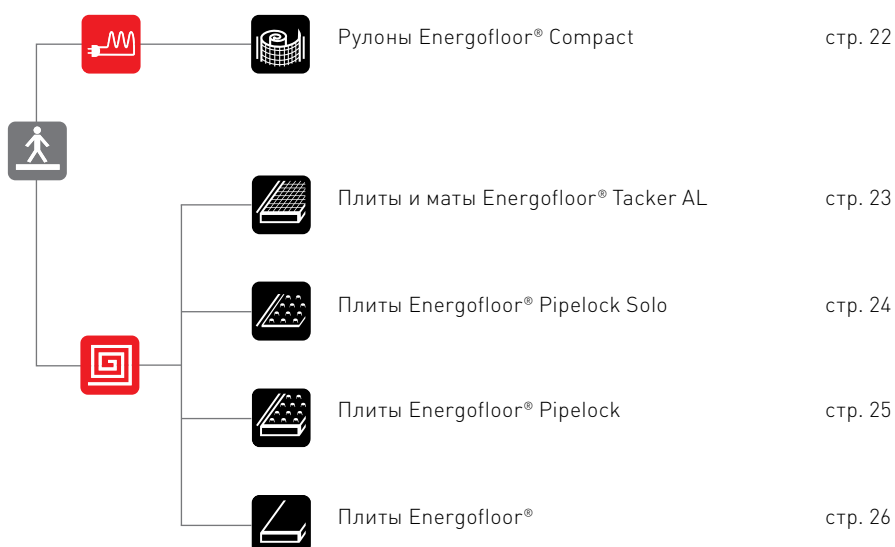 Рулоны Energofloor® Compact стр. 22
Плиты и маты Energofloor® Tacker AL стр. 23
Плиты Energofloor® Pipelock Solo стр. 24
Плиты Energofloor® Pipelock стр. 25
Плиты Energofloor® стр. 26